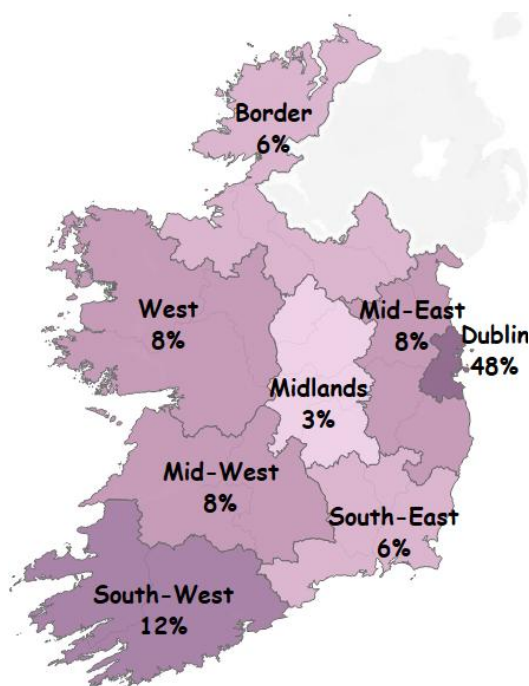 Border
6%
West
8%
Mid-East
8%
Dublin
48%
Midlands
3%
Mid-West
8%
South-East
6%
South-West
12%